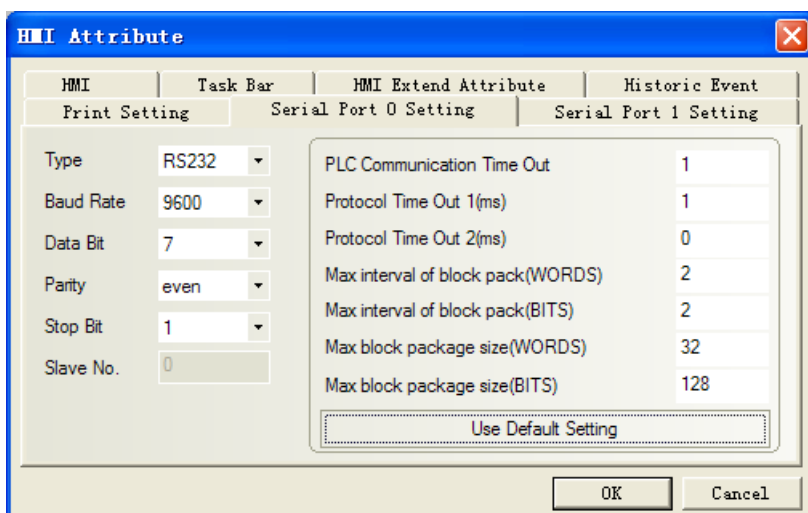 HMI Attribute
HMI Task Bar HMI Extend Attribute Historic Event
Print Setting Serial Port 0 Setting Serial Port 1 Setting
Type RS232
Baud Rate 9600
Data Bit 7
Parity even
Stop Bit 1
Slave No. 0
PLC Communication Time Out 1
Protocol Time Out 1(ms) 1
Protocol Time Out 2(ms) 0
Max interval of block pack(WORDS) 2
Max interval of block pack(BITS) 2
Max block package size(WORDS) 32
Max block package size(BITS) 128
Use Default Setting
OK Cancel